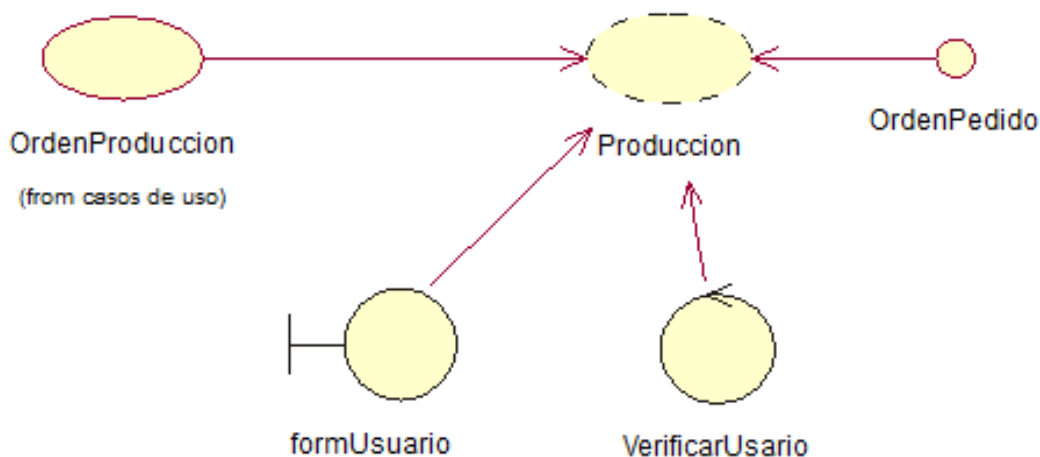 OrdenProduccion
(from casos de uso)
Produccion
OrdenPedido
formUsuario
VerificarUsario